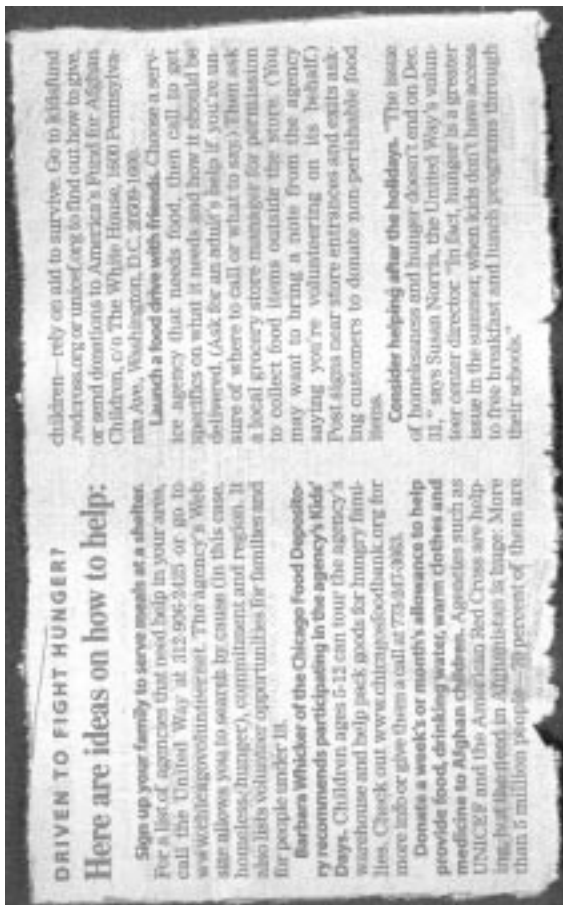 DRIVEN TO FIGHT HUNGER?
Here are ideas on how to help:
Sign up your family to serve meals at a shelter.
For a list of agencies that need help in your area,
call the United Way at 312-906-2425 or go to
www.chicagovolunteer.net. The agency's Web
site allows you to search by cause (in this case,
homeless/hunger), commitment and region. It
also lists volunteer opportunities for families and
for people under 18.
Barbara Whicker of the Chicago Food Deposito-
ry recommends participating in the agency's Kids'
Days. Children ages 5-11 can tour the agency's
warehouse and help pack goods for hungry fami-
lies. Check out www.chicagosfoodbank.org for
more info or give them a call at
Donate a week's or month's allowance to help
provide food, drinking water, warm clothes and
medicine to Afghan children. Agencies such as
UNICEF and the American Red Cross are help-
ing, but the need in Afghanistan is huge: More
than 5 million people—70 percent of them are
children—rely on aid to survive. Go to kidsfund
.redcross.org or unicef.org to find out how to give,
or send donations to American's Fund for Afghan
Children, c/o The White House, 1600 Pennsylva-
nia Ave., Washington, D.C. 20509-1600.
Launch a food drive with friends. Choose a serv-
ice agency that needs food, then call to get
specifics on what it needs and how it should be
delivered. (Ask for an adult's help if you're un-
sure of where to call or what to say.) Then ask
a local grocery store manager for permission
to collect food items outside the store. (You
may want to bring a note from the agency
saying you're volunteering on its behalf.)
Post signs near store entrances and exits ask-
ing customers to donate non-perishable food
items.
Consider helping after the holidays. "The issue
of homelessness and hunger doesn't end on Dec.
31," says Susan Norris, the United Way's volun-
teer center director. "In fact, hunger is a greater
issue in the summer, when kids don't have access
to free breakfast and lunch programs through
their schools."